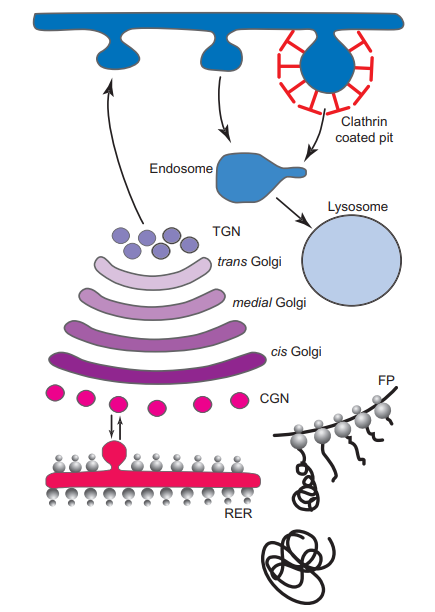 Clathrin
coated pit
Endosome
Lysosome
TGN
trans Golgi
medial Golgi
cis Golgi
FP
CGN
RER